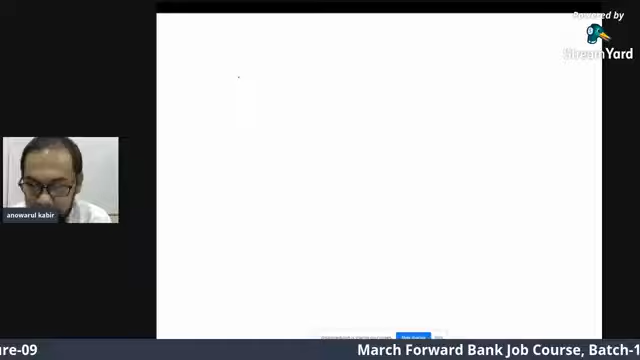 Powered by
StreamYard
anowarul kabir
ure-09
March Forward Bank Job Course, Batch-1